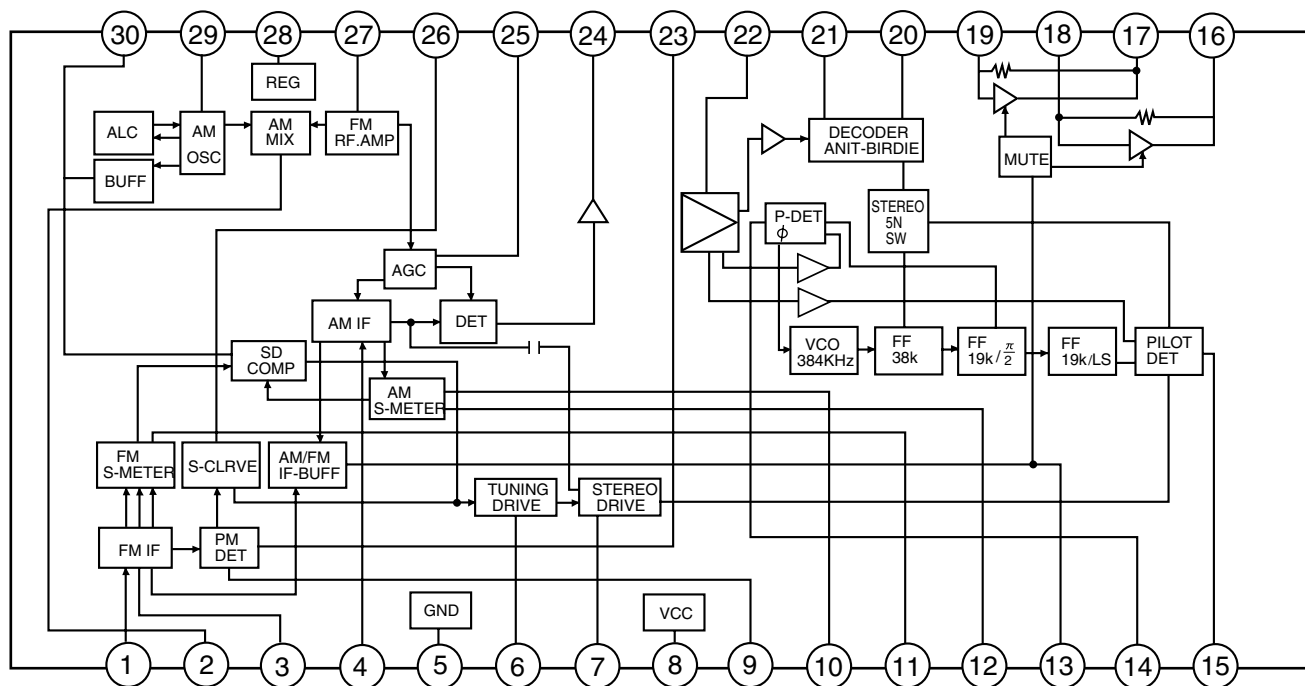 30 29 28 27 26 25 24 23 22 21 20 19 18 17 16
REG
ALC
AM
OSC
AM
MIX
FM
RF.AMP
BUFF
DECODER
ANIT-BIRDIE
MUTE
STEREO
5N
SW
P-DET
ϕ
AGC
AM IF
DET
SD
COMP
AM
S-METER
VCO
384KHz
FF
38k
FF
19k/π/2
FF
19k/LS
PILOT
DET
FM
S-METER
S-CLRVE
AM/FM
IF-BUFF
TUNING
DRIVE
STEREO
DRIVE
FM IF
PM
DET
GND
VCC
1 2 3 4 5 6 7 8 9 10 11 12 13 14 15